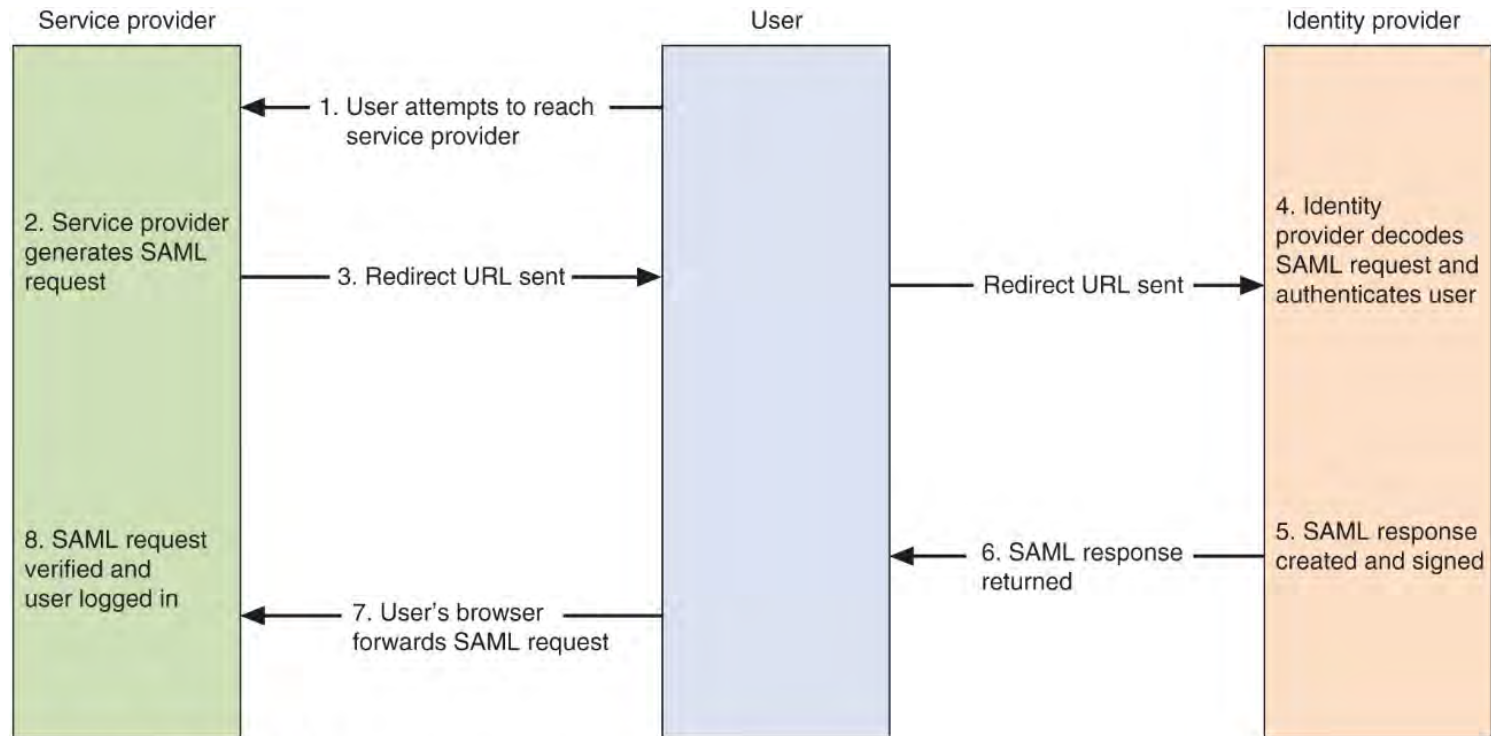 Service provider
User
Identity provider
1. User attempts to reach
service provider
2. Service provider
generates SAML
request
3. Redirect URL sent
Redirect URL sent
4. Identity
provider decodes
SAML request and
authenticates user
5. SAML response
created and signed
6. SAML response
returned
7. User's browser
forwards SAML request
8. SAML request
verified and
user logged in